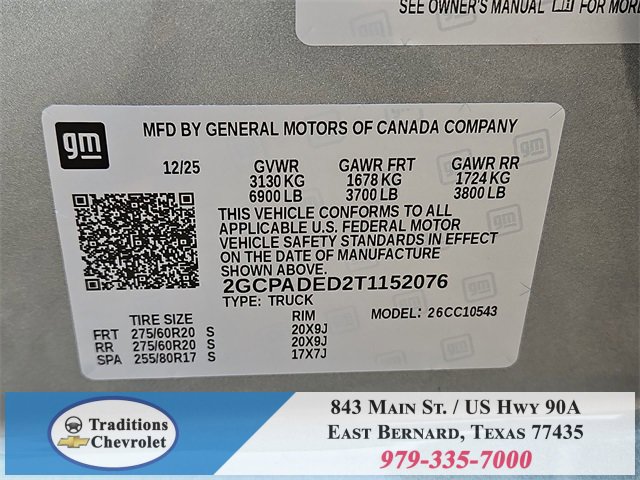 SEE OWNER'S MANUAL FOR MORE
gm
MFD BY GENERAL MOTORS OF CANADA COMPANY
12/25 GVWR GAWR FRT GAWR RR
3130 KG 1678 KG 1724 KG
6900 LB 3700 LB 3800 LB
THIS VEHICLE CONFORMS TO ALL
APPLICABLE U.S. FEDERAL MOTOR
VEHICLE SAFETY STANDARDS IN EFFECT
ON THE DATE OF MANUFACTURE
SHOWN ABOVE.
2GCPADED2T1152076
TYPE: TRUCK
TIRE SIZE RIM MODEL: 26CC10543
FRT 275/60R20 S 20X9J
RR 275/60R20 S 20X9J
SPA 255/80R17 S 17X7J
Traditions
Chevrolet
843 Main St. / US Hwy 90A
East Bernard, Texas 77435
979-335-7000